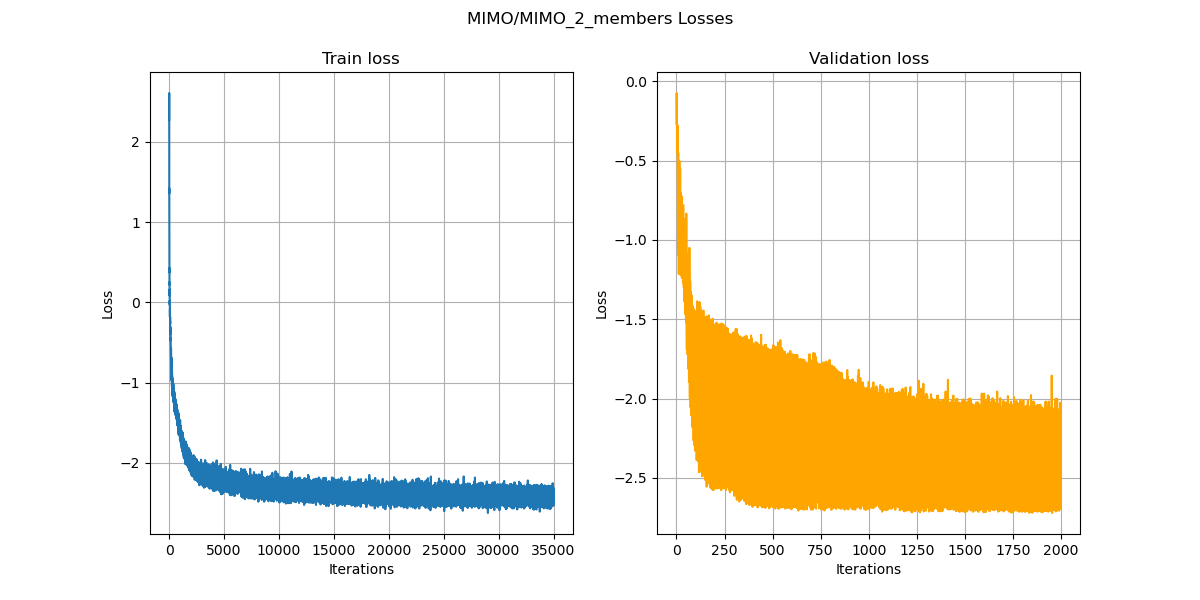 MIMO/MIMO_2_members Losses
Train loss
Loss
2
1
0
−1
−2
0 5000 10000 15000 20000 25000 30000 35000
Iterations
Validation loss
Loss
0.0
−0.5
−1.0
−1.5
−2.0
−2.5
0 250 500 750 1000 1250 1500 1750 2000
Iterations